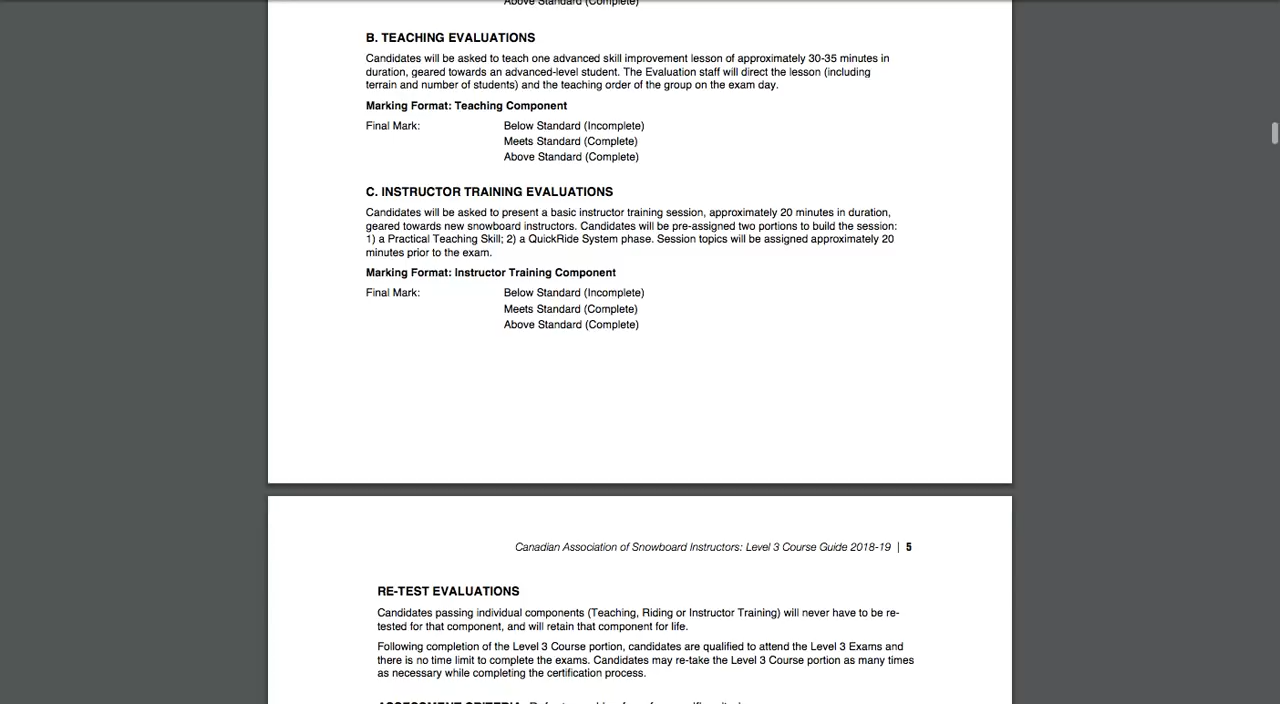 Above Standard (Complete)
B. TEACHING EVALUATIONS
Candidates will be asked to teach one advanced skill improvement lesson of approximately 30-35 minutes in
duration, geared towards an advanced-level student. The Evaluation staff will direct the lesson (including
terrain and number of students) and the teaching order of the group on the exam day.
Marking Format: Teaching Component
Final Mark: Below Standard (Incomplete)
Meets Standard (Complete)
Above Standard (Complete)
C. INSTRUCTOR TRAINING EVALUATIONS
Candidates will be asked to present a basic instructor training session, approximately 20 minutes in duration,
geared towards new snowboard instructors. Candidates will be pre-assigned two portions to build the session:
1) a Practical Teaching Skill; 2) a QuickRide System phase. Session topics will be assigned approximately 20
minutes prior to the exam.
Marking Format: Instructor Training Component
Final Mark: Below Standard (Incomplete)
Meets Standard (Complete)
Above Standard (Complete)
Canadian Association of Snowboard Instructors: Level 3 Course Guide 2018-19 | 5
RE-TEST EVALUATIONS
Candidates passing individual components (Teaching, Riding or Instructor Training) will never have to be re-
tested for that component, and will retain that component for life.
Following completion of the Level 3 Course portion, candidates are qualified to attend the Level 3 Exams and
there is no time limit to complete the exams. Candidates may re-take the Level 3 Course portion as many times
as necessary while completing the certification process.